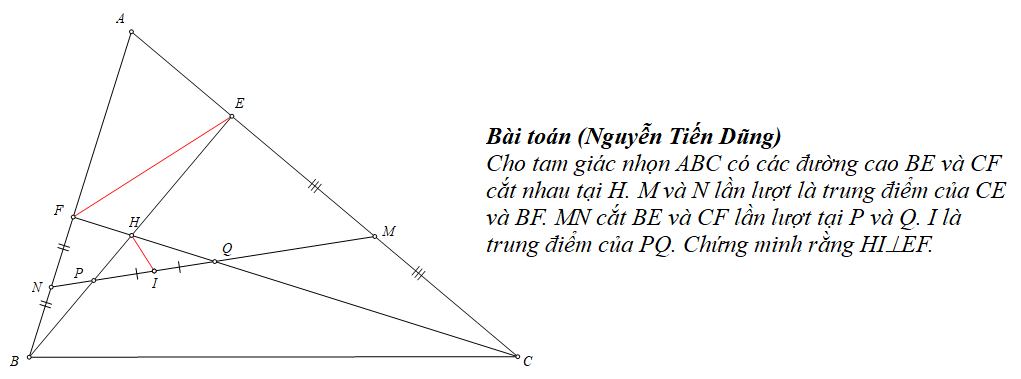 A
E
F
H
Q
M
N
P
I
B
C
Bài toán (Nguyễn Tiến Dũng)
Cho tam giác nhọn ABC có các đường cao BE và CF
cắt nhau tại H. M và N lần lượt là trung điểm của CE
và BF. MN cắt BE và CF lần lượt tại P và Q. I là
trung điểm của PQ. Chứng minh rằng HI⊥EF.